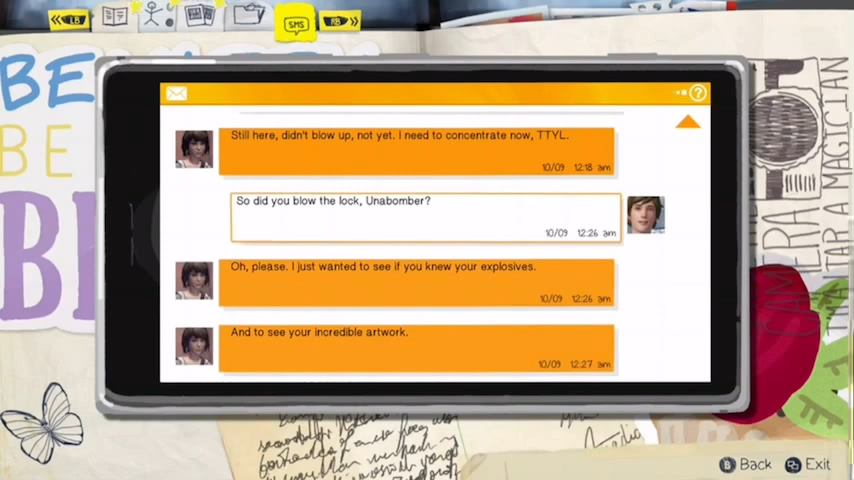 LB
SMS
RB
BE
BE
B
?
Still here, didn't blow up, not yet. I need to concentrate now, TTYL.
10/09 12:18 am
So did you blow the lock, Unabomber?
10/09 12:26 am
Oh, please. I just wanted to see if you knew your explosives.
10/09 12:26 am
And to see your incredible artwork.
10/09 12:27 am
CAMERA
MAGICIAN
B Back
Exit